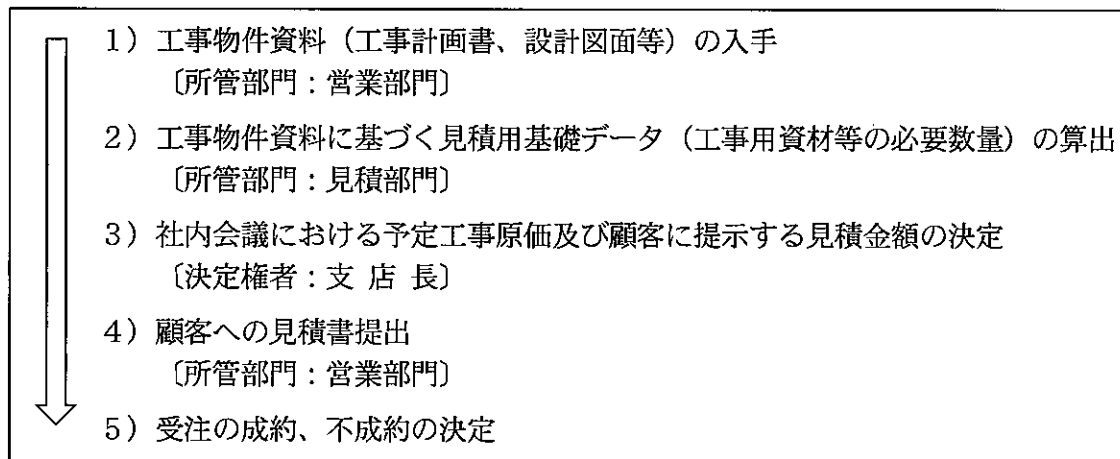 1)工事物件資料(工事計画書、設計図面等)の入手
〔所管部門:営業部門〕
2)工事物件資料に基づく見積用基礎データ(工事用資材等の必要数量)の算出
〔所管部門:見積部門〕
3)社内会議における予定工事原価及び顧客に提示する見積金額の決定
〔決定権者:支 店 長〕
4)顧客への見積書提出
〔所管部門:営業部門〕
5)受注の成約、不成約の決定